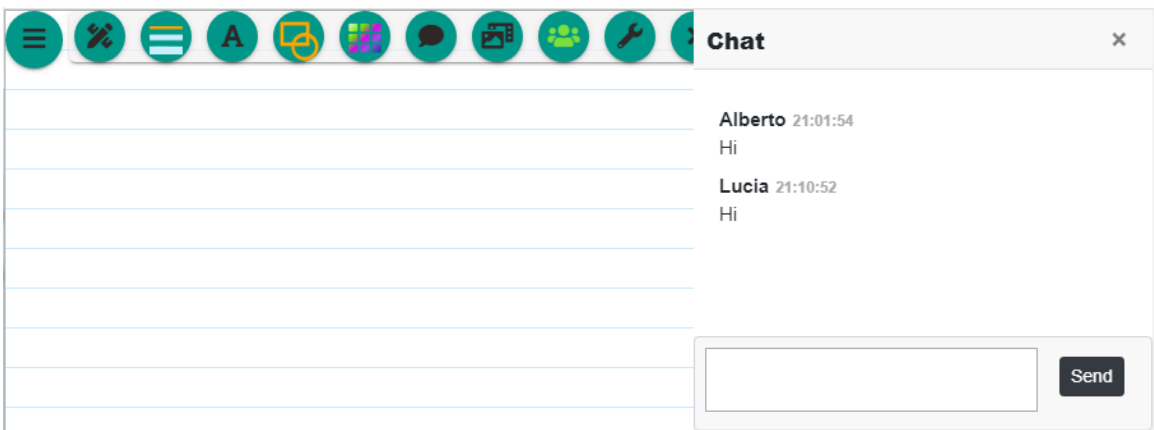 A
Chat ×
Alberto 21:01:54
Hi
Lucia 21:10:52
Hi
Send